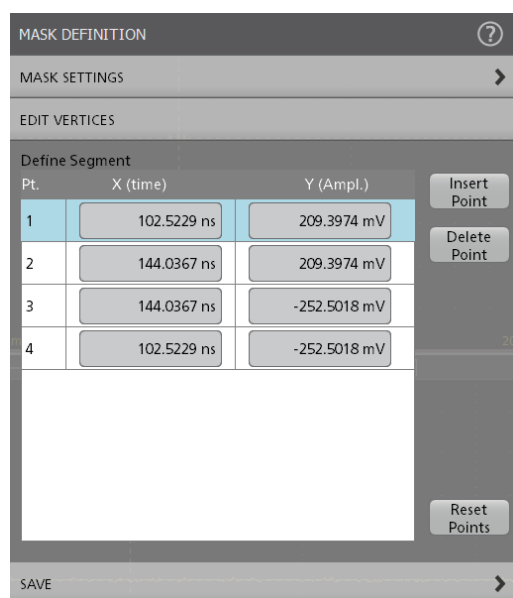 MASK DEFINITION ?
MASK SETTINGS
EDIT VERTICES
Define Segment
Pt. X (time) Y (Ampl.)
Insert
Point
1 102.5229 ns 209.3974 mV
Delete
Point
2 144.0367 ns 209.3974 mV
3 144.0367 ns -252.5018 mV
4 102.5229 ns -252.5018 mV
Reset
Points
SAVE